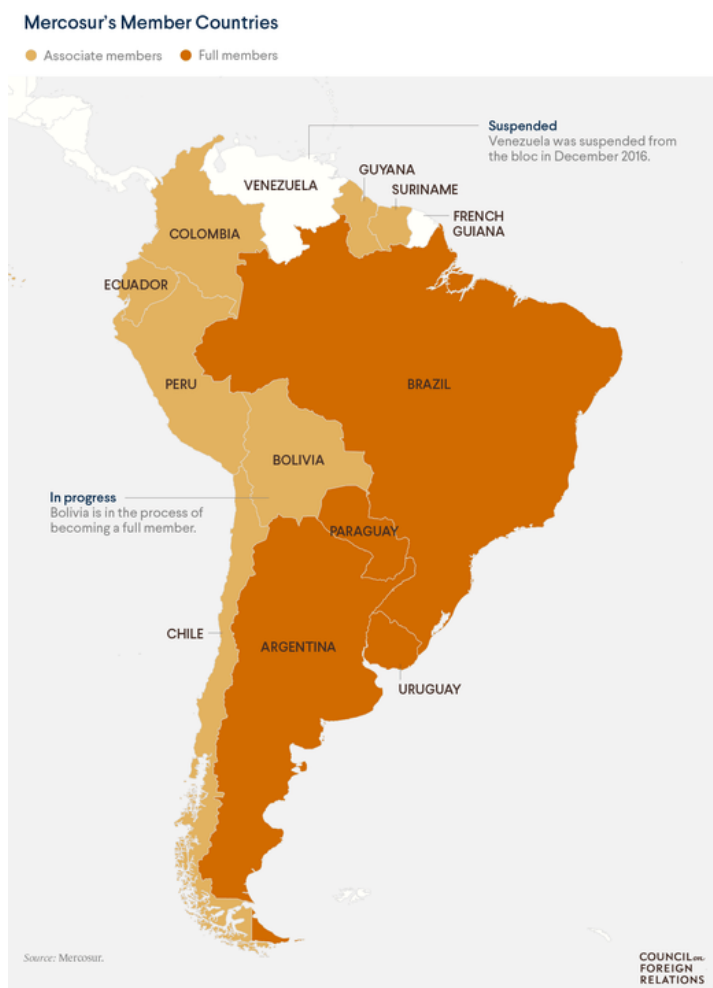 Mercosur's Member Countries
Associate members
Full members
Suspended
Venezuela was suspended from
the bloc in December 2016.
GUYANA
VENEZUELA
SURINAME
FRENCH
GUIANA
COLOMBIA
ECUADOR
PERU
BRAZIL
BOLIVIA
In progress
Bolivia is in the process of
becoming a full member.
PARAGUAY
CHILE
ARGENTINA
URUGUAY
Source: Mercosur.
COUNCIL on
FOREIGN
RELATIONS